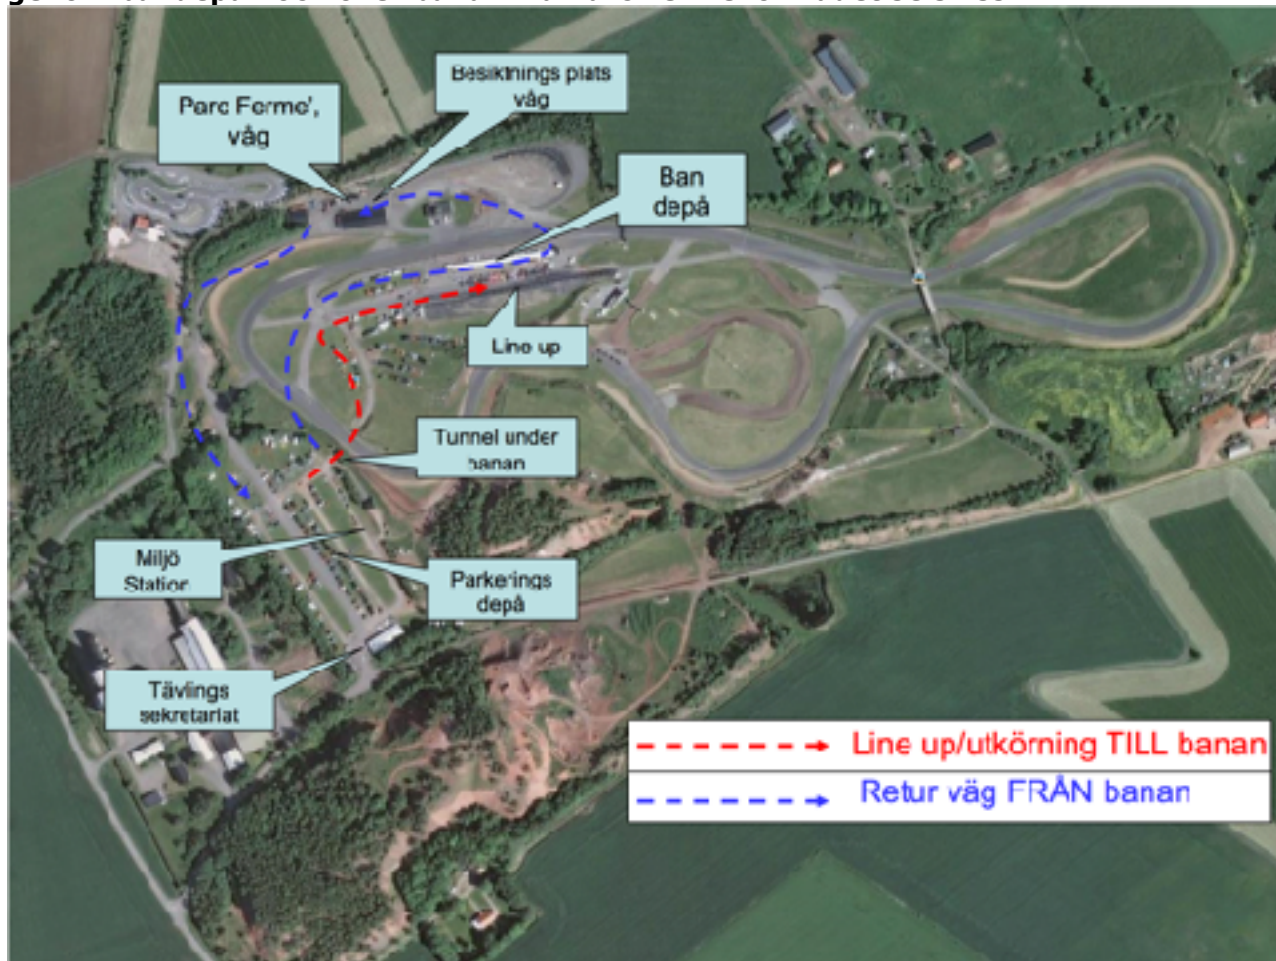 Besiktnings plats
våg
Parc Ferme',
våg
Ban
depå
Line up
Tunnel under
banan
Miljö
Station
Parkerings
depå
Tävlings
sekretariat
Line up/utkörning TILL banan
Retur väg FRÅN banan